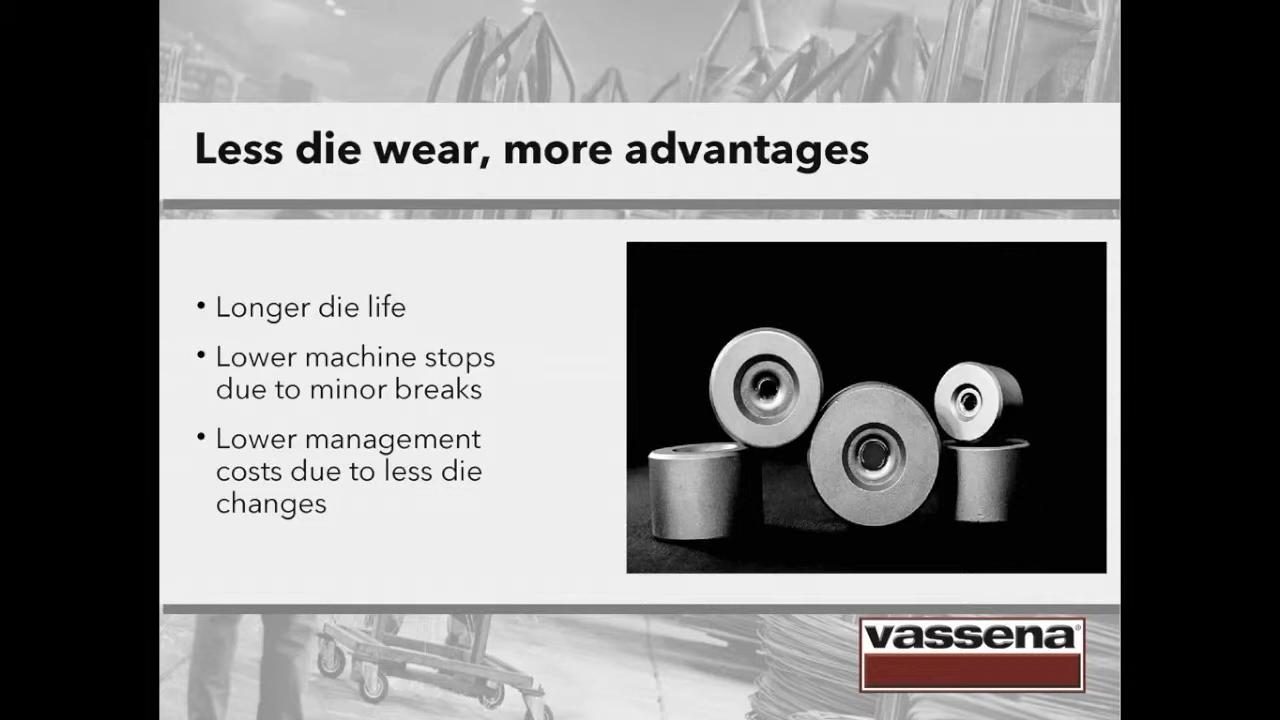 Less die wear, more advantages
• Longer die life
• Lower machine stops
due to minor breaks
• Lower management
costs due to less die
changes
vassena®